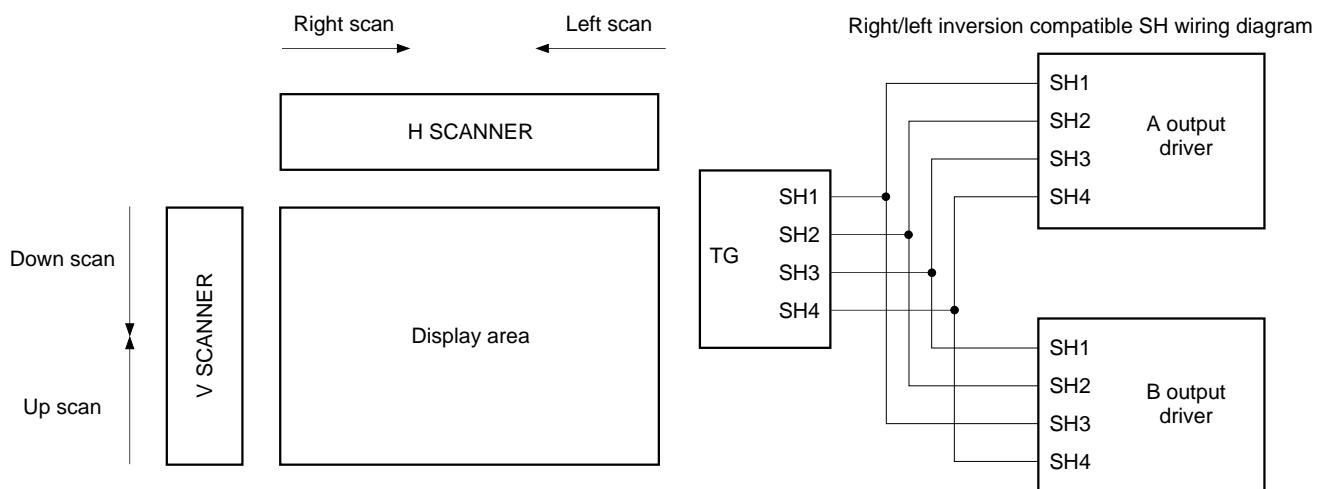 Right scan
Left scan
H SCANNER
Down scan
Up scan
V SCANNER
Display area
Right/left inversion compatible SH wiring diagram
TG
SH1
SH2
SH3
SH4
SH1
SH2
SH3
SH4
A output
driver
SH1
SH2
SH3
SH4
B output
driver